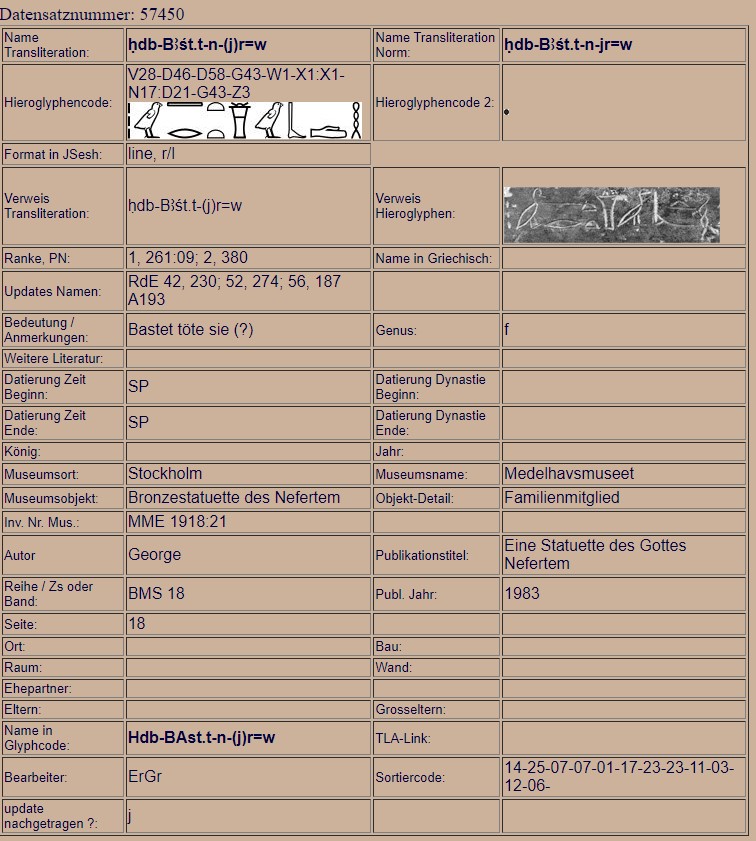 Datensatznummer: 57450
Name Transliteration: ḥdb-Bꜣśt.t-n-(j)r=w Name Transliteration Norm: ḥdb-Bꜣśt.t-n-jr=w
Hieroglyphencode: V28-D46-D58-G43-W1-X1:X1-N17:D21-G43-Z3 Hieroglyphencode 2:
Format in JSesh: line, r/l
Verweis Transliteration: ḥdb-Bꜣśt.t-(j)r=w Verweis Hieroglyphen:
Ranke, PN: 1, 261:09; 2, 380 Name in Griechisch:
Updates Namen: RdE 42, 230; 52, 274; 56, 187 A193
Bedeutung / Anmerkungen: Bastet töte sie (?) Genus: f
Weitere Literatur:
Datierung Zeit Beginn: SP Datierung Dynastie Beginn:
Datierung Zeit Ende: SP Datierung Dynastie Ende:
König: Jahr:
Museumsort: Stockholm Museumsname: Medelhavsmuseet
Museumsobjekt: Bronzestatuette des Nefertem Objekt-Detail: Familienmitglied
Inv. Nr. Mus.: MME 1918:21
Autor George Publikationstitel: Eine Statuette des Gottes Nefertem
Reihe / Zs oder Band: BMS 18 Publ. Jahr: 1983
Seite: 18
Ort: Bau:
Raum: Wand:
Ehepartner:
Eltern: Grosseltern:
Name in Glyphcode: Hdb-BAst.t-n-(j)r=w TLA-Link:
Bearbeiter: ErGr Sortiercode: 14-25-07-07-01-17-23-23-11-03-12-06-
update nachgetragen ?: j